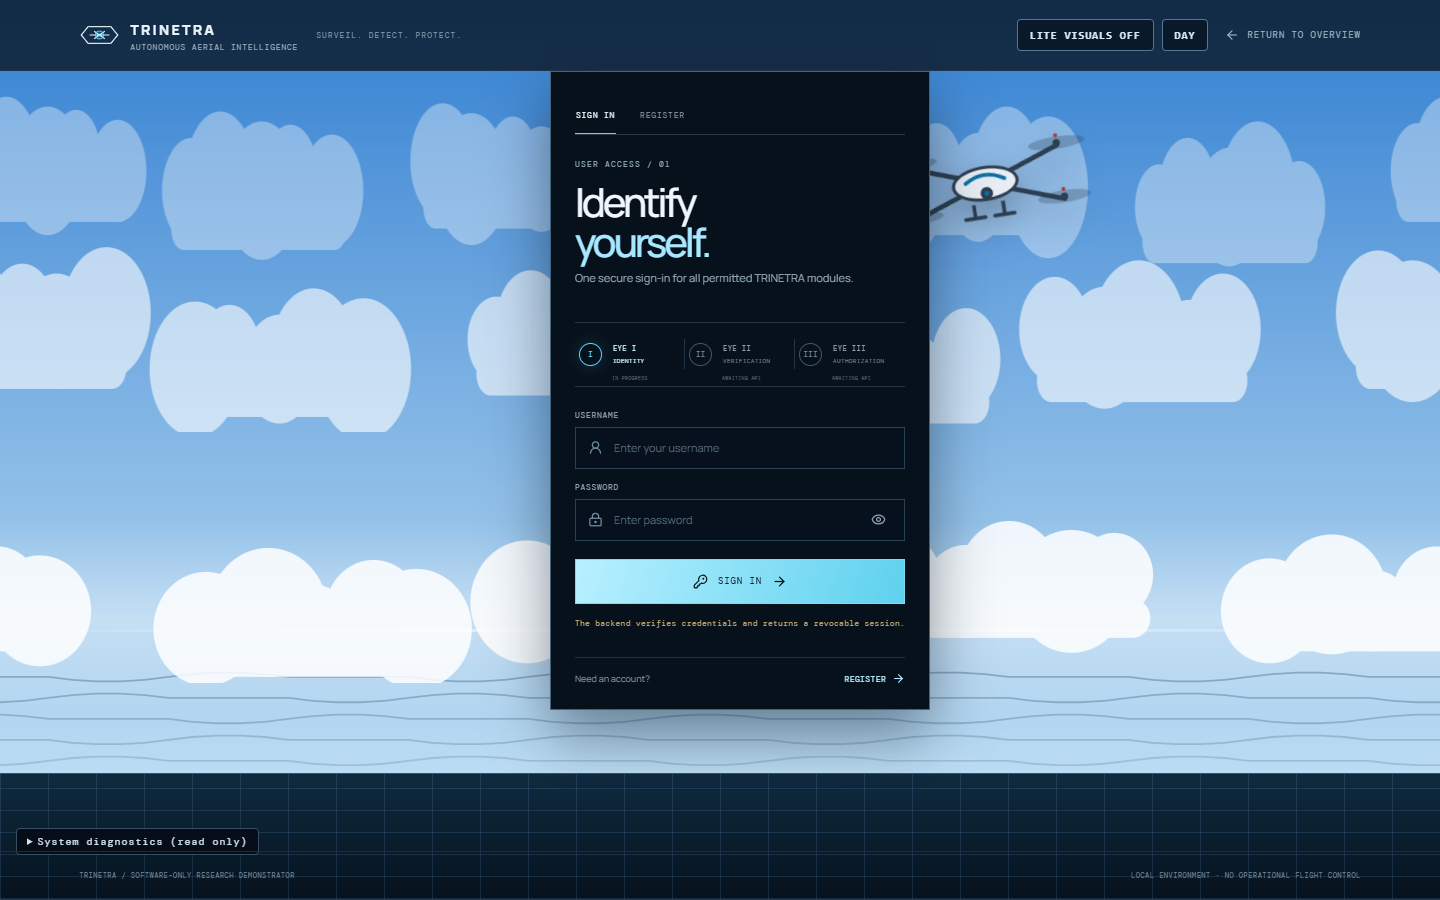 TRINETRA
AUTONOMOUS AERIAL INTELLIGENCE
SURVEIL. DETECT. PROTECT.
LITE VISUALS OFF
DAY
RETURN TO OVERVIEW
SIGN IN
REGISTER
USER ACCESS / 01
Identify
yourself.
One secure sign-in for all permitted TRINETRA modules.
I
EYE I
IDENTITY
IN PROGRESS
II
EYE II
VERIFICATION
AWAITING API
III
EYE III
AUTHORIZATION
AWAITING API
USERNAME
Enter your username
PASSWORD
Enter password
SIGN IN
The backend verifies credentials and returns a revocable session.
Need an account?
REGISTER
System diagnostics (read only)
TRINETRA / SOFTWARE-ONLY RESEARCH DEMONSTRATOR
LOCAL ENVIRONMENT · NO OPERATIONAL FLIGHT CONTROL